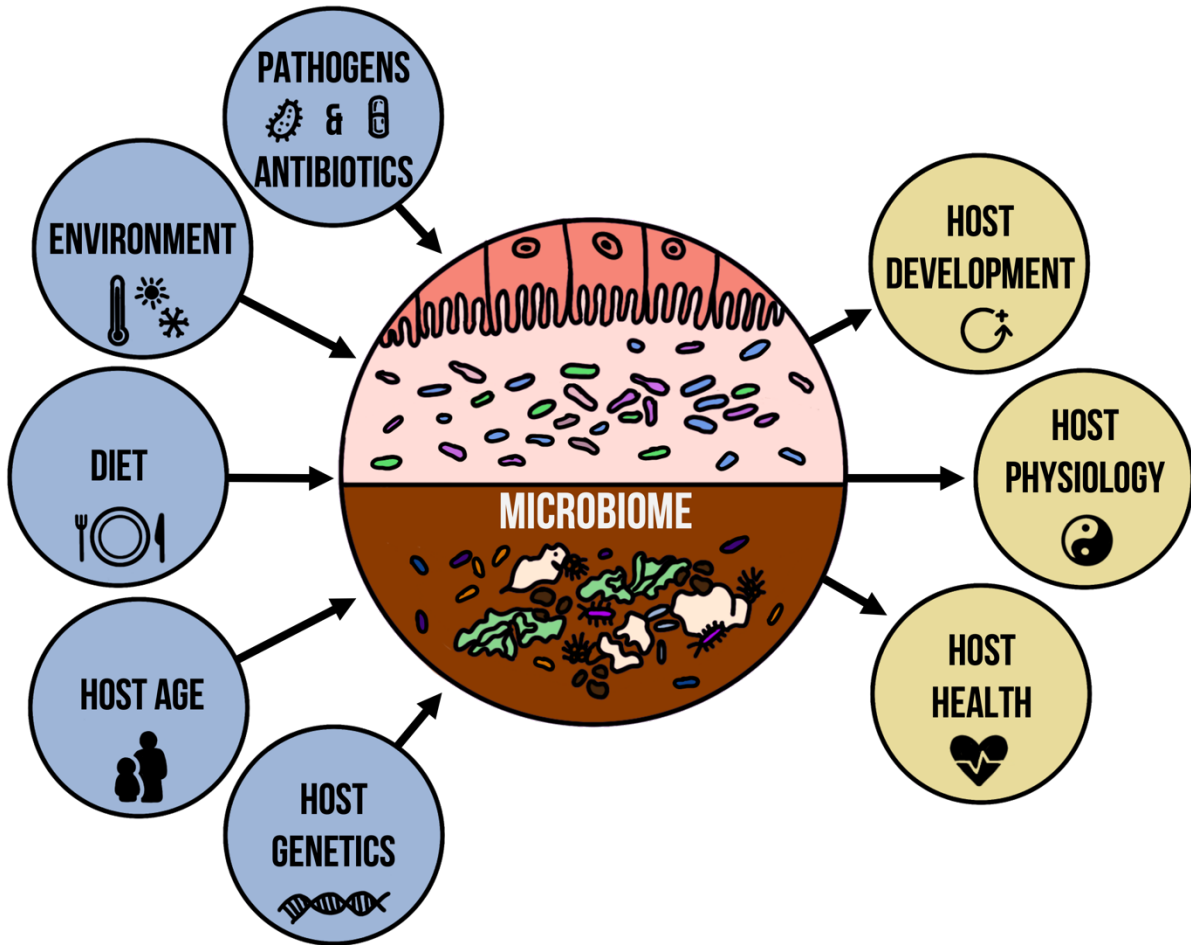 PATHOGENS
&
ANTIBIOTICS
ENVIRONMENT
DIET
HOST AGE
HOST
GENETICS
MICROBIOME
HOST
DEVELOPMENT
HOST
PHYSIOLOGY
HOST
HEALTH